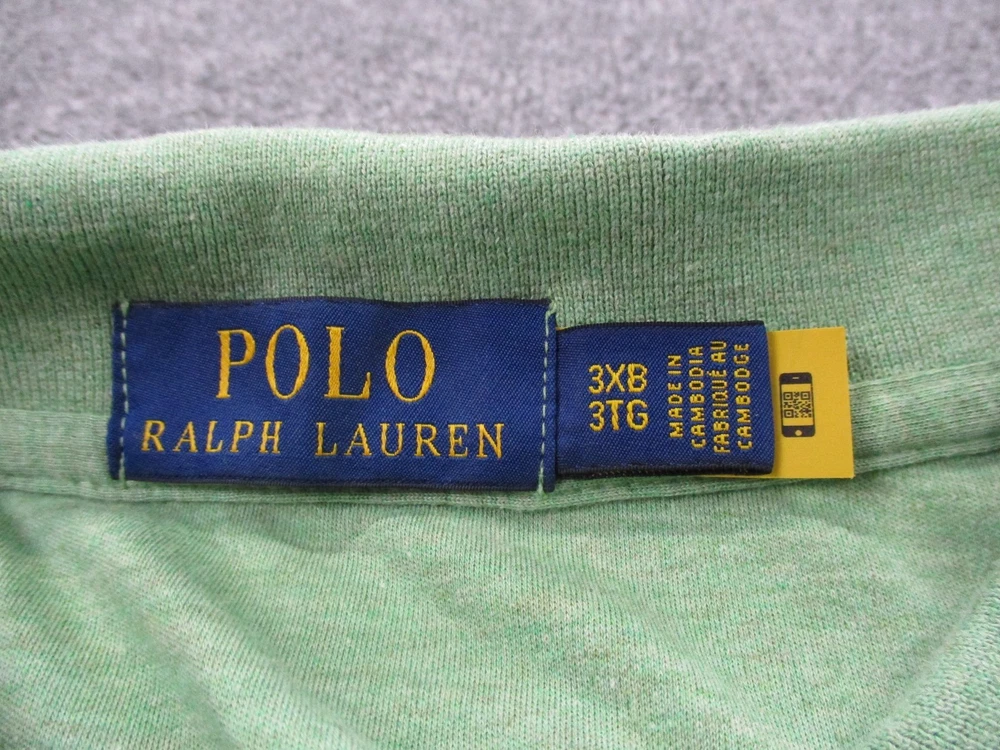 POLO
RALPH LAUREN
3XB
3TG
MADE IN
CAMBODIA
FABRIQUÉ AU
CAMBODGE